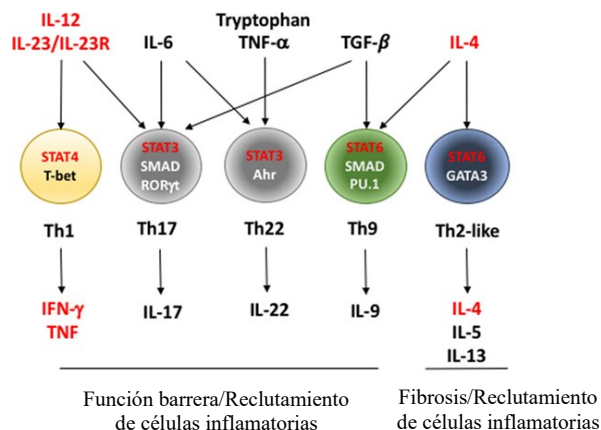 IL-12
IL-23/IL-23R
IL-6
Tryptophan
TNF-α
TGF-β
IL-4
STAT4
T-bet
STAT3
SMAD
RORγt
STAT3
Ahr
STAT6
SMAD
PU.1
STAT6
GATA3
Th1
Th17
Th22
Th9
Th2-like
IFN-γ
TNF
IL-17
IL-22
IL-9
IL-4
IL-5
IL-13
Función barrera/Reclutamiento
de células inflamatorias
Fibrosis/Reclutamiento
de células inflamatorias